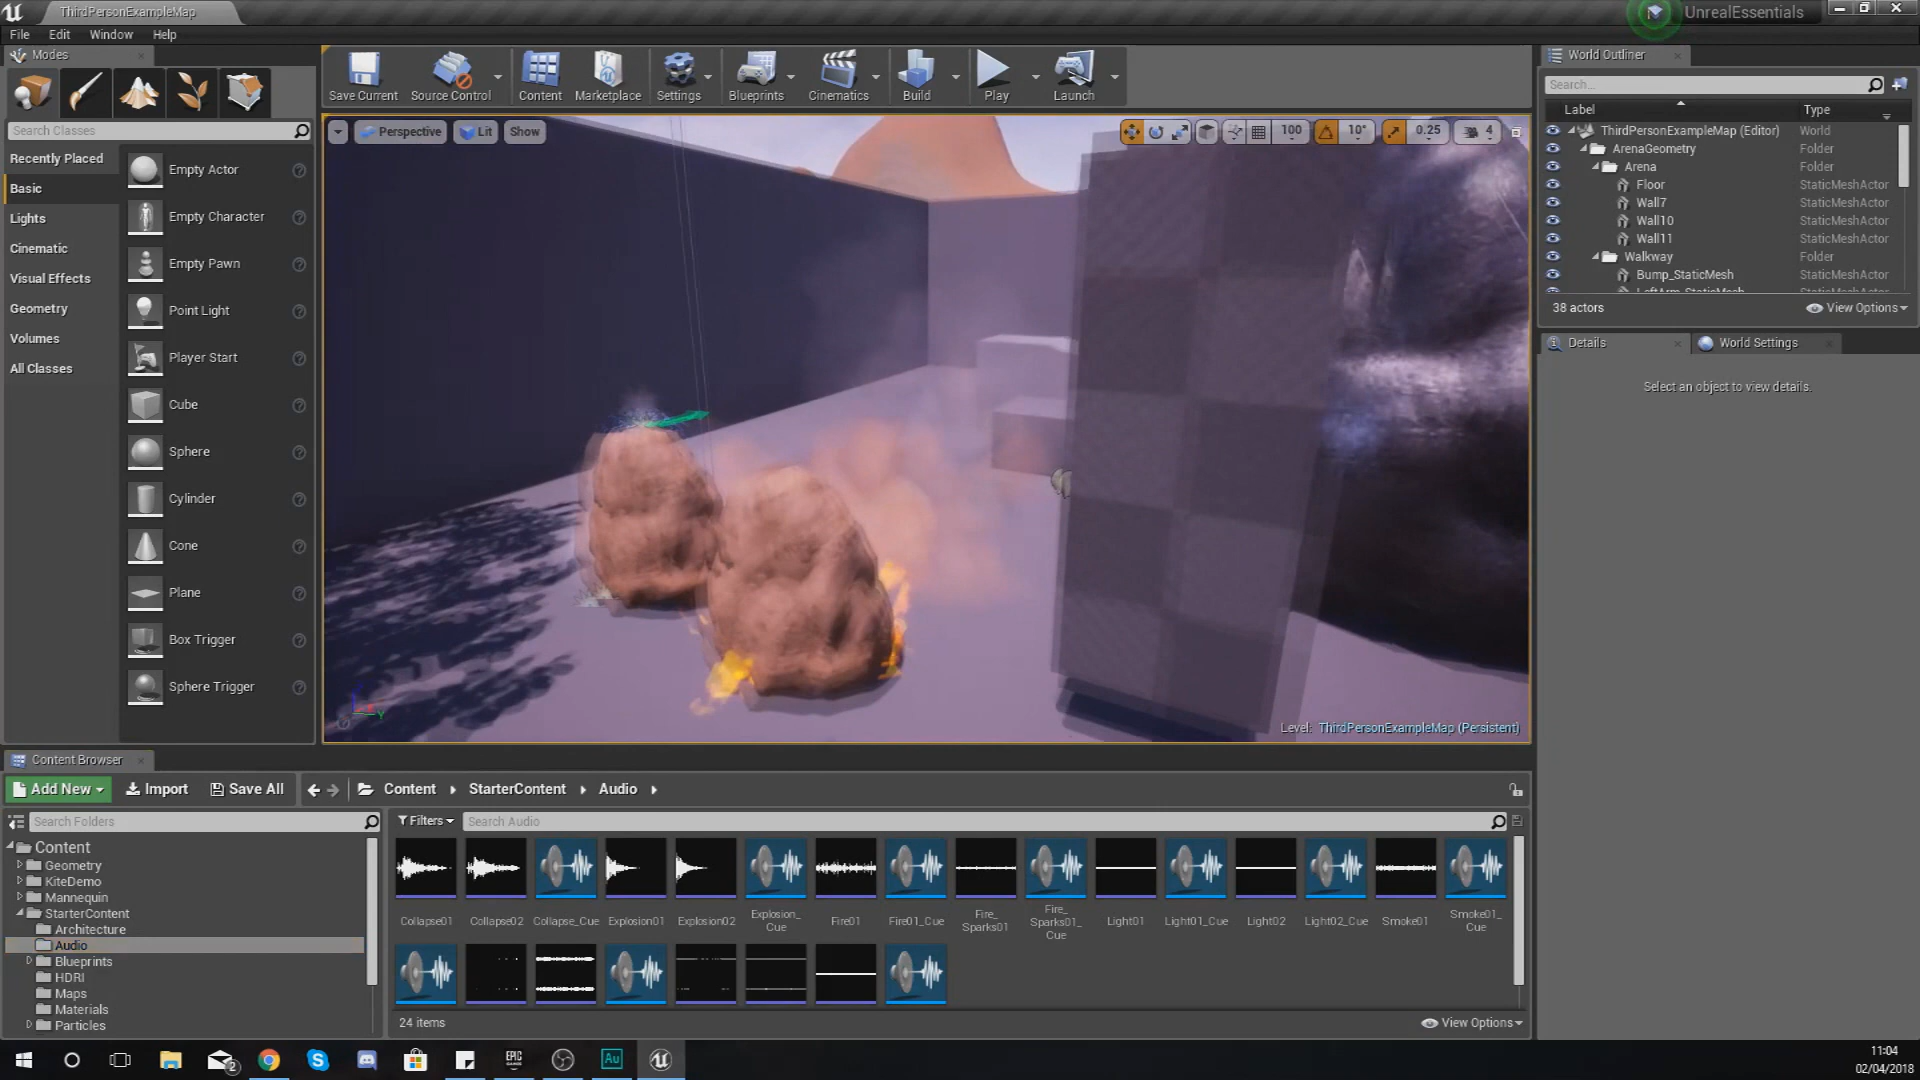 ThirdPersonExampleMap
UnrealEssentials
File Edit Window Help
Modes
Search Classes
Recently Placed
Basic
Lights
Cinematic
Visual Effects
Geometry
Volumes
All Classes
Empty Actor
Empty Character
Empty Pawn
Point Light
Player Start
Cube
Sphere
Cylinder
Cone
Plane
Box Trigger
Sphere Trigger
Save Current Source Control Content Marketplace Settings Blueprints Cinematics Build Play Launch
Perspective Lit Show
100 10° 0.25 4
Level: ThirdPersonExampleMap (Persistent)
World Outliner
Search...
Label Type
ThirdPersonExampleMap (Editor) World
ArenaGeometry Folder
Arena Folder
Floor StaticMeshActor
Wall7 StaticMeshActor
Wall10 StaticMeshActor
Wall11 StaticMeshActor
Walkway Folder
Bump_StaticMesh StaticMeshActor
LeftArm_StaticMesh StaticMeshActor
38 actors View Options
Details World Settings
Select an object to view details.
Content Browser
Add New Import Save All Content StarterContent Audio
Search Folders
Content
Geometry
KiteDemo
Mannequin
StarterContent
Architecture
Audio
Blueprints
HDRI
Maps
Materials
Particles
Filters Search Audio
Collapse01 Collapse02 Collapse_Cue Explosion01 Explosion02 Explosion_ Fire01 Fire01_Cue Fire_ Fire_ Light01 Light01_Cue Light02 Light02_Cue Smoke01 Smoke01_
Cue Sparks01 Sparks01_ Cue
Cue
24 items View Options
2
EPIC
GAMES
Au
11:04
02/04/2018